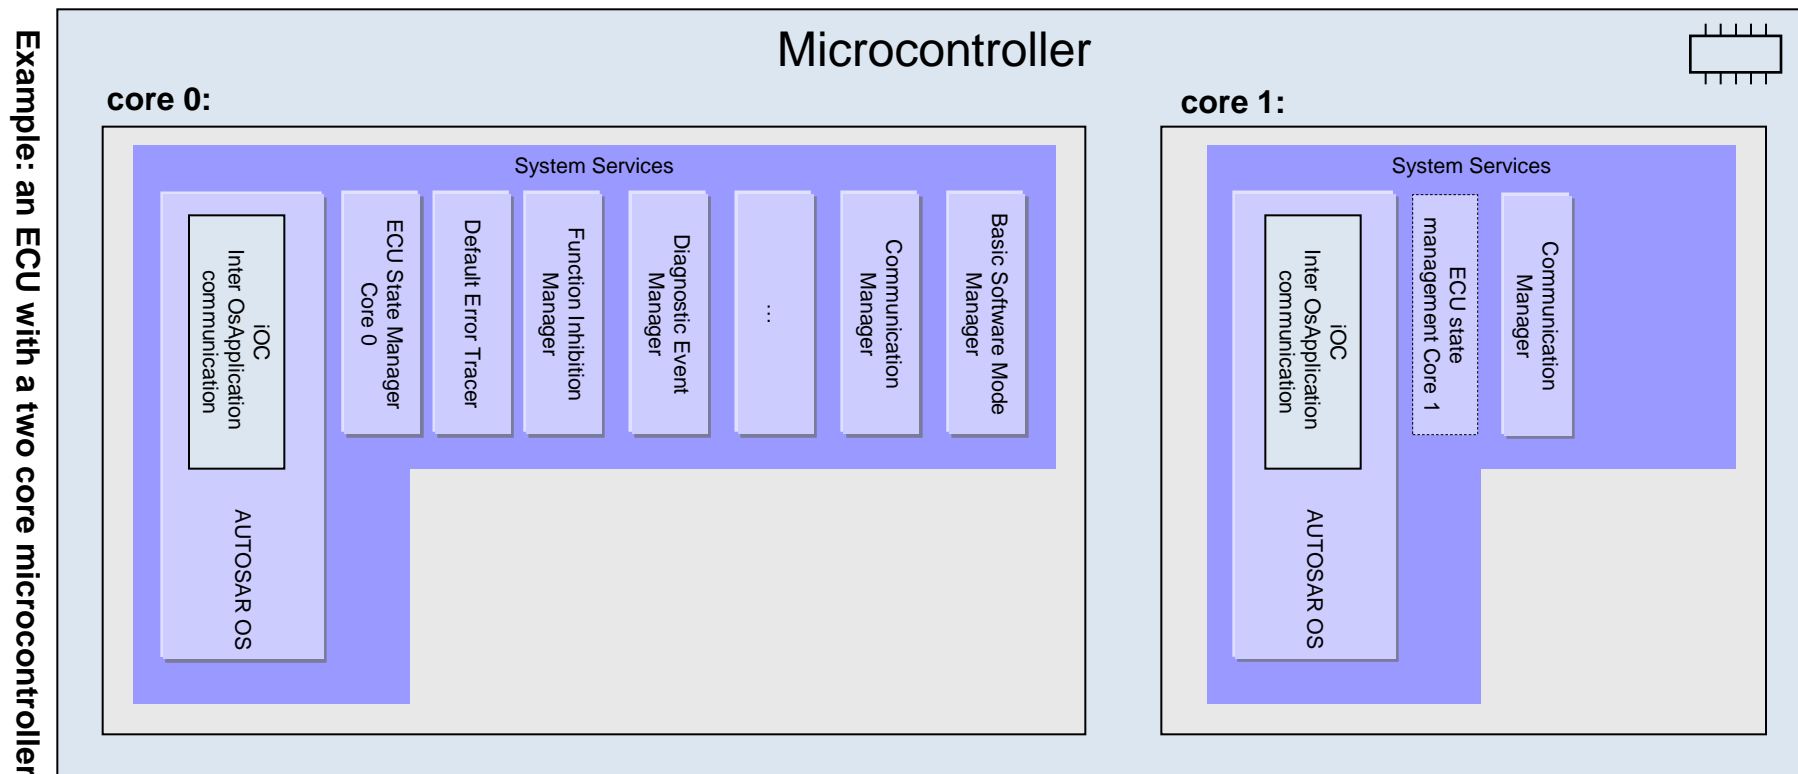 Example: an ECU with a two core microcontroller
Microcontroller
core 0:
System Services
iOC
Inter OsApplication
communication
AUTOSAR OS
ECU State Manager
Core 0
Default Error Tracer
Function Inhibition
Manager
Diagnostic Event
Manager
...
Communication
Manager
Basic Software Mode
Manager
core 1:
System Services
iOC
Inter OsApplication
communication
AUTOSAR OS
ECU state
management Core 1
Communication
Manager